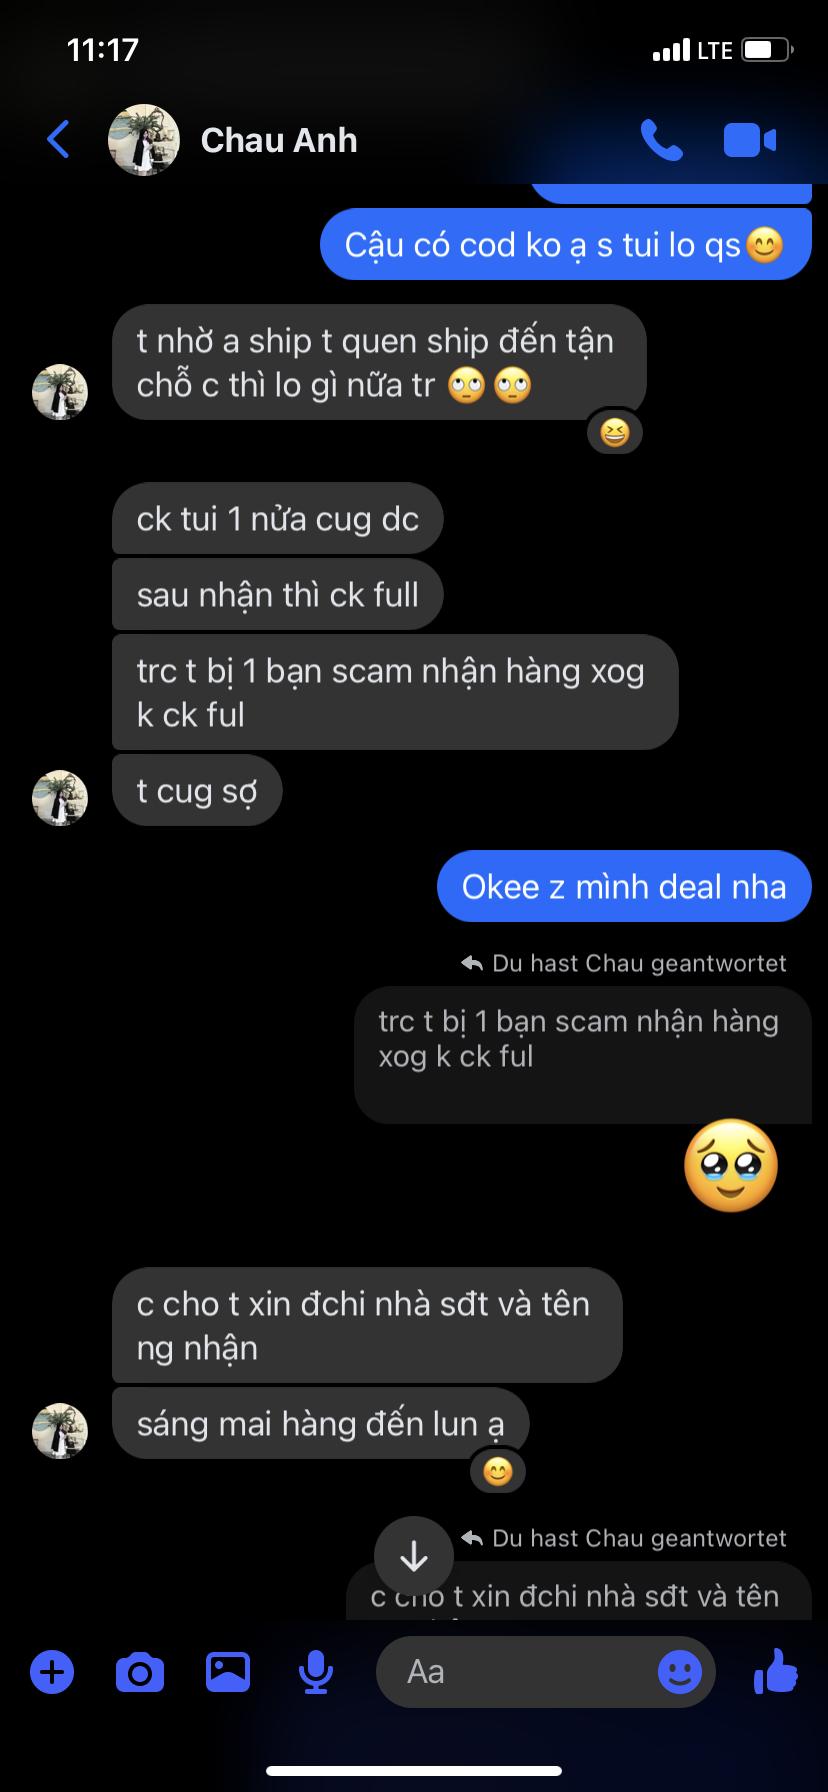 11:17
LTE
Chau Anh
Cậu có cod ko ạ s tui lo qs😊
t nhờ a ship t quen ship đến tận
chỗ c thì lo gì nữa tr 🙄🙄
ck tui 1 nửa cug dc
sau nhận thì ck full
trc t bị 1 bạn scam nhận hàng xog
k ck ful
t cug sợ
Okee z mình deal nha
Du hast Chau geantwortet
trc t bị 1 bạn scam nhận hàng
xog k ck ful
c cho t xin đchi nhà sđt và tên
ng nhận
sáng mai hàng đến lun ạ
Du hast Chau geantwortet
c cho t xin đchi nhà sđt và tên
Aa